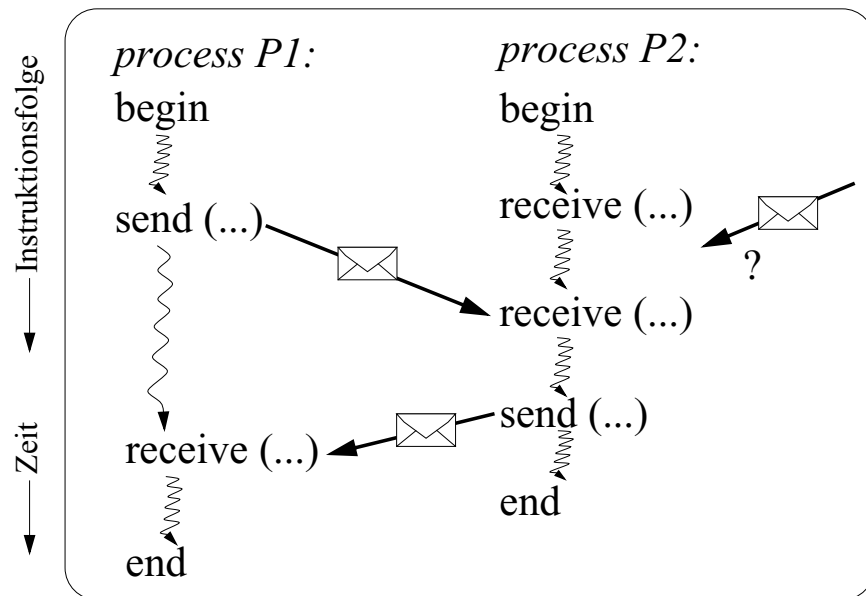 Instruktionsfolge
Zeit
process P1:
begin
send (...)
receive (...)
end
process P2:
begin
receive (...)
?
receive (...)
send (...)
end